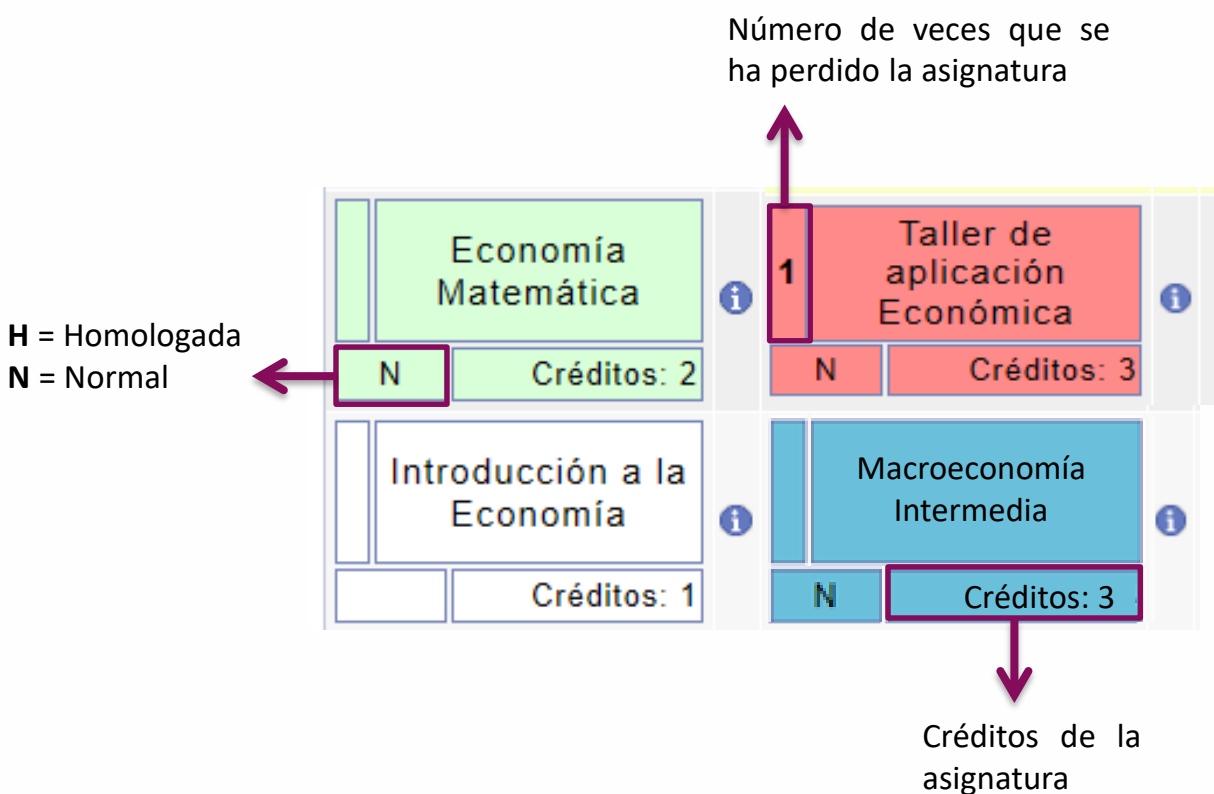 Número de veces que se
ha perdido la asignatura
Economía
Matemática
1
Taller de
aplicación
Económica
H = Homologada
N = Normal
N
Créditos: 2
N
Créditos: 3
Introducción a la
Economía
Macroeconomía
Intermedia
Créditos: 1
N
Créditos: 3
Créditos de la
asignatura